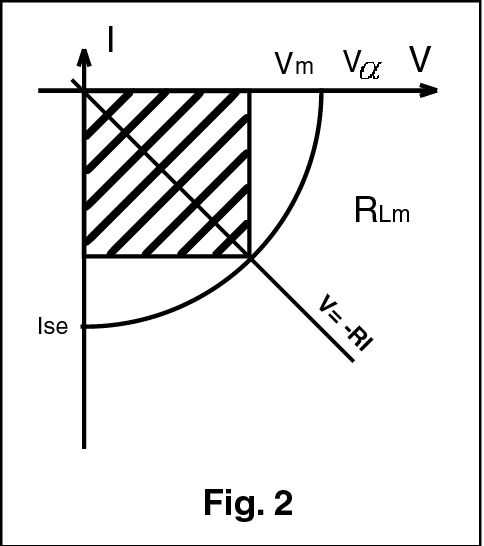 I
Vm Vα V
RLm
Ise
V= -RI
Fig. 2